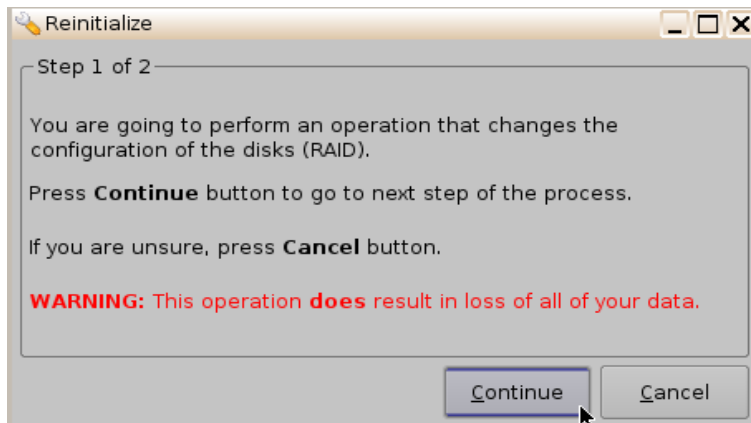 Reinitialize
Step 1 of 2
You are going to perform an operation that changes the
configuration of the disks (RAID).
Press Continue button to go to next step of the process.
If you are unsure, press Cancel button.
WARNING: This operation does result in loss of all of your data.
Continue
Cancel